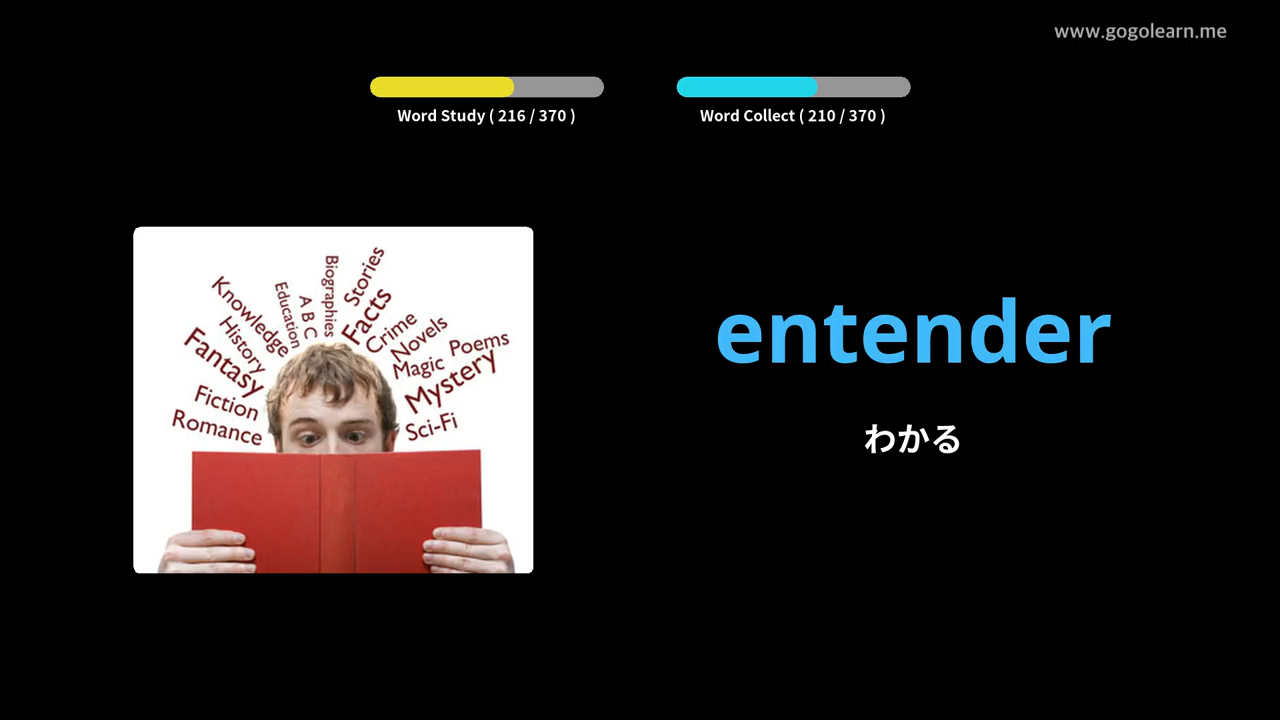 www.gogolearn.me
Word Study ( 216 / 370 )
Word Collect ( 210 / 370 )
Knowledge
History
Fantasy
Fiction
Romance
Education
A B C
Biographies
Stories
Facts
Crime
Novels
Magic
Poems
Mystery
Sci-Fi
entender
わかる